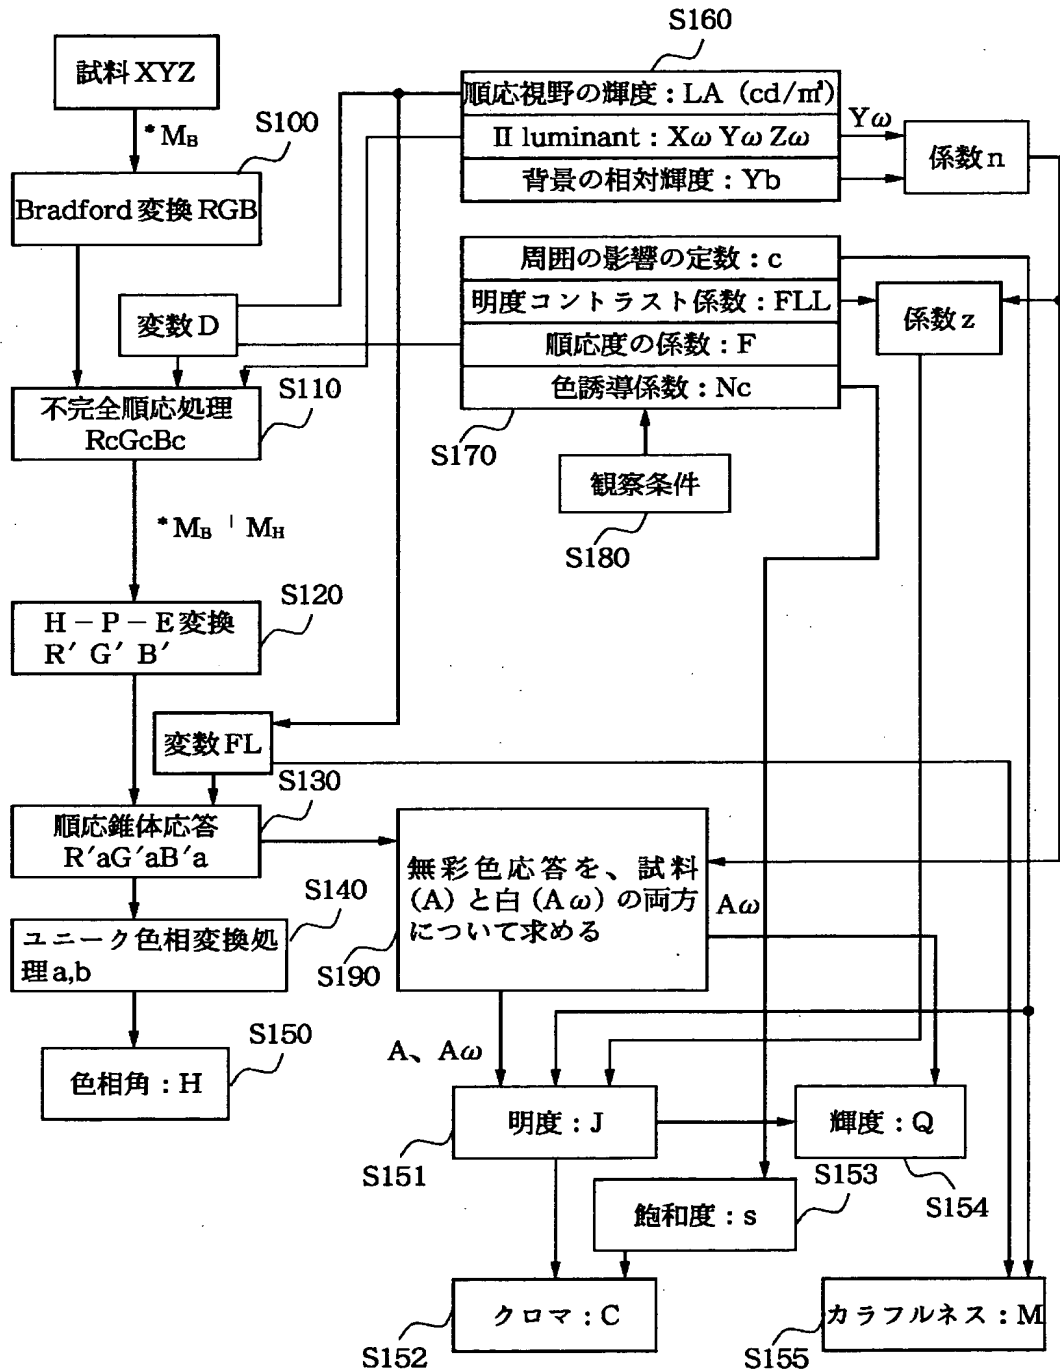 S160
試料XYZ
*MB
S100
Bradford変換RGB
順応視野の輝度：LA（cd/㎡）
Ⅱ luminant：Xω Yω Zω
背景の相対輝度：Yb
Yω
係数n
周囲の影響の定数：c
明度コントラスト係数：FLL
順応度の係数：F
色誘導係数：Nc
係数z
変数D
S110
不完全順応処理
RcGcBc
S170
観察条件
S180
*MB ╵ MH
S120
H－P－E変換
R′ G′ B′
変数FL
S130
順応錐体応答
R′aG′aB′a
S140
ユニーク色相変換処
理a,b
S190
無彩色応答を、試料
(A)と白(Aω)の両方
について求める
Aω
S150
色相角：H
A、Aω
明度：J
S151
輝度：Q
S154
S153
飽和度：s
クロマ：C
S152
カラフルネス：M
S155